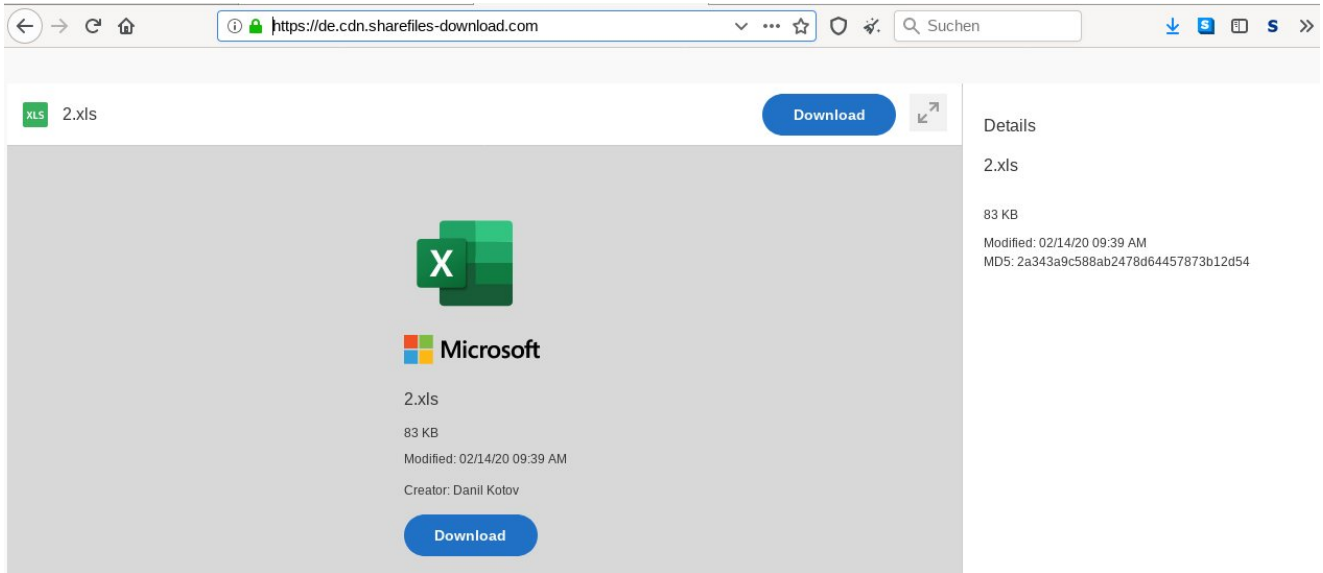 https://de.cdn.sharefiles-download.com
Suchen
S
S
XLS
2.xls
Download
Details
2.xls
83 KB
Modified: 02/14/20 09:39 AM
MD5: 2a343a9c588ab2478d64457873b12d54
X
Microsoft
2.xls
83 KB
Modified: 02/14/20 09:39 AM
Creator: Danil Kotov
Download